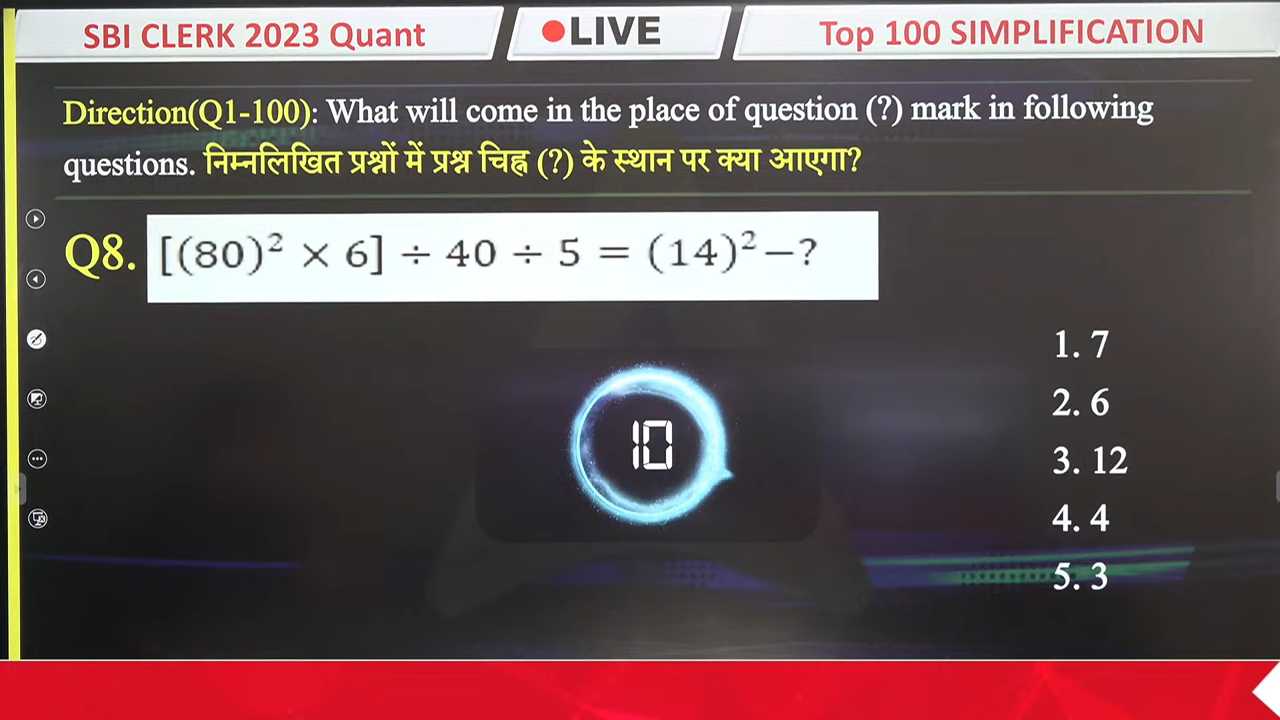 SBI CLERK 2023 Quant
LIVE
Top 100 SIMPLIFICATION
Direction(Q1-100): What will come in the place of question (?) mark in following
questions. निम्नलिखित प्रश्नों में प्रश्न चिह्न (?) के स्थान पर क्या आएगा?
Q8. [(80)² × 6] ÷ 40 ÷ 5 = (14)² –?
10
1. 7
2. 6
3. 12
4. 4
5. 3